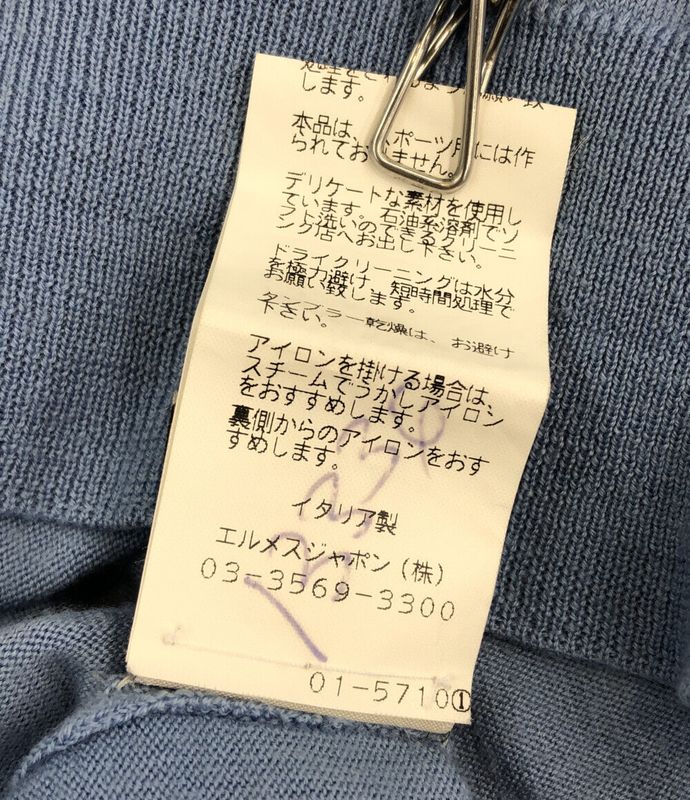 します。
本品は、スポーツ用には作
られておりません。
デリケートな素材を使用し
ています。石油系溶剤でソ
フト洗いのできるクリーニ
ング店へお出し下さい。
ドライクリーニングは水分
を極力避け、短時間処理で
お願い致します。
タンブラー乾燥は、お避け
下さい。
アイロンを掛ける場合は、
スチームでうかしアイロン
をおすすめします。
裏側からのアイロンをおす
すめします。
イタリア製
エルメスジャポン(株)
03-3569-3300
01-5710①